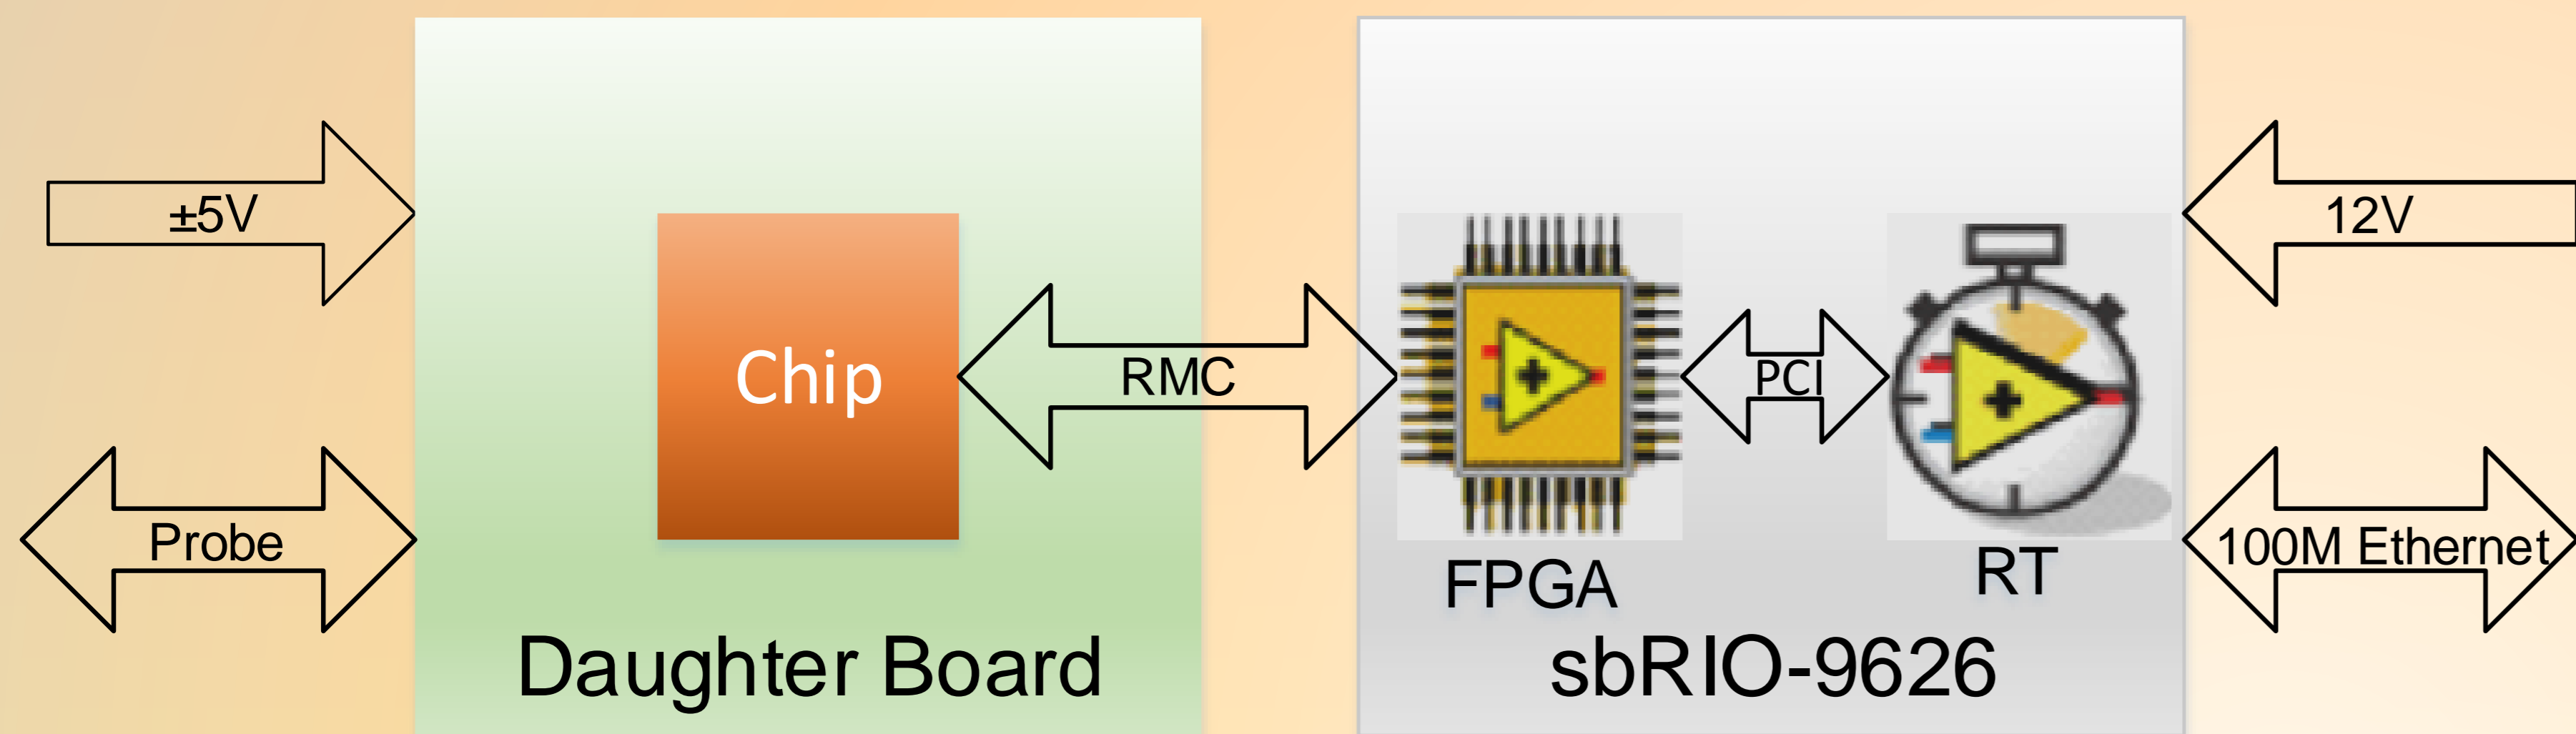 ±5V
12V
Chip
RMC
PCI
Probe
100M Ethernet
FPGA
RT
Daughter Board
sbRIO-9626